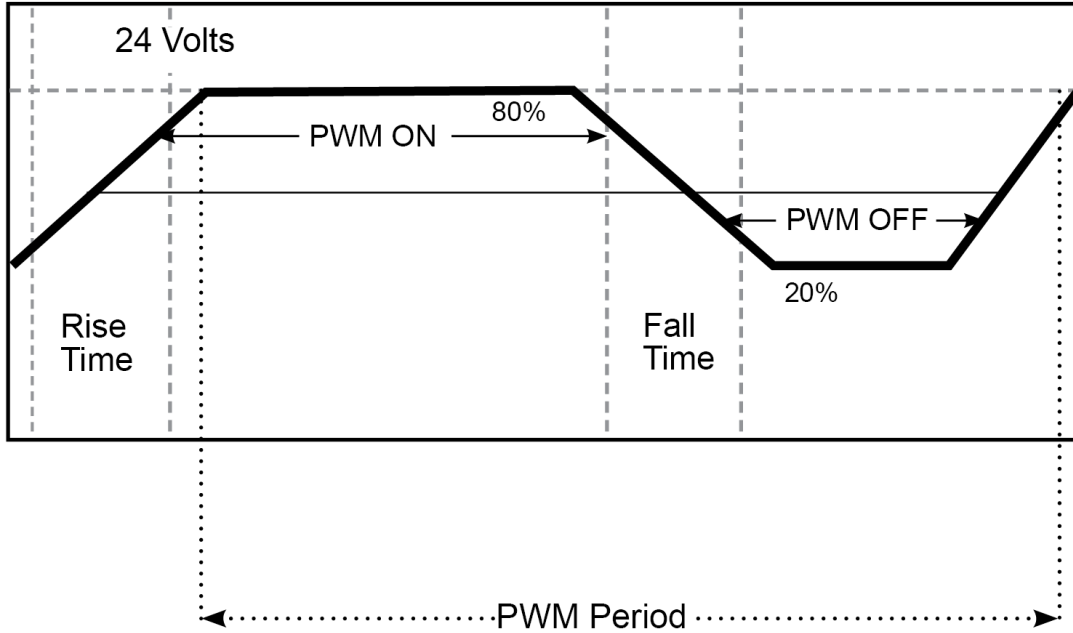 24 Volts
80%
PWM ON
PWM OFF
20%
Rise
Time
Fall
Time
PWM Period